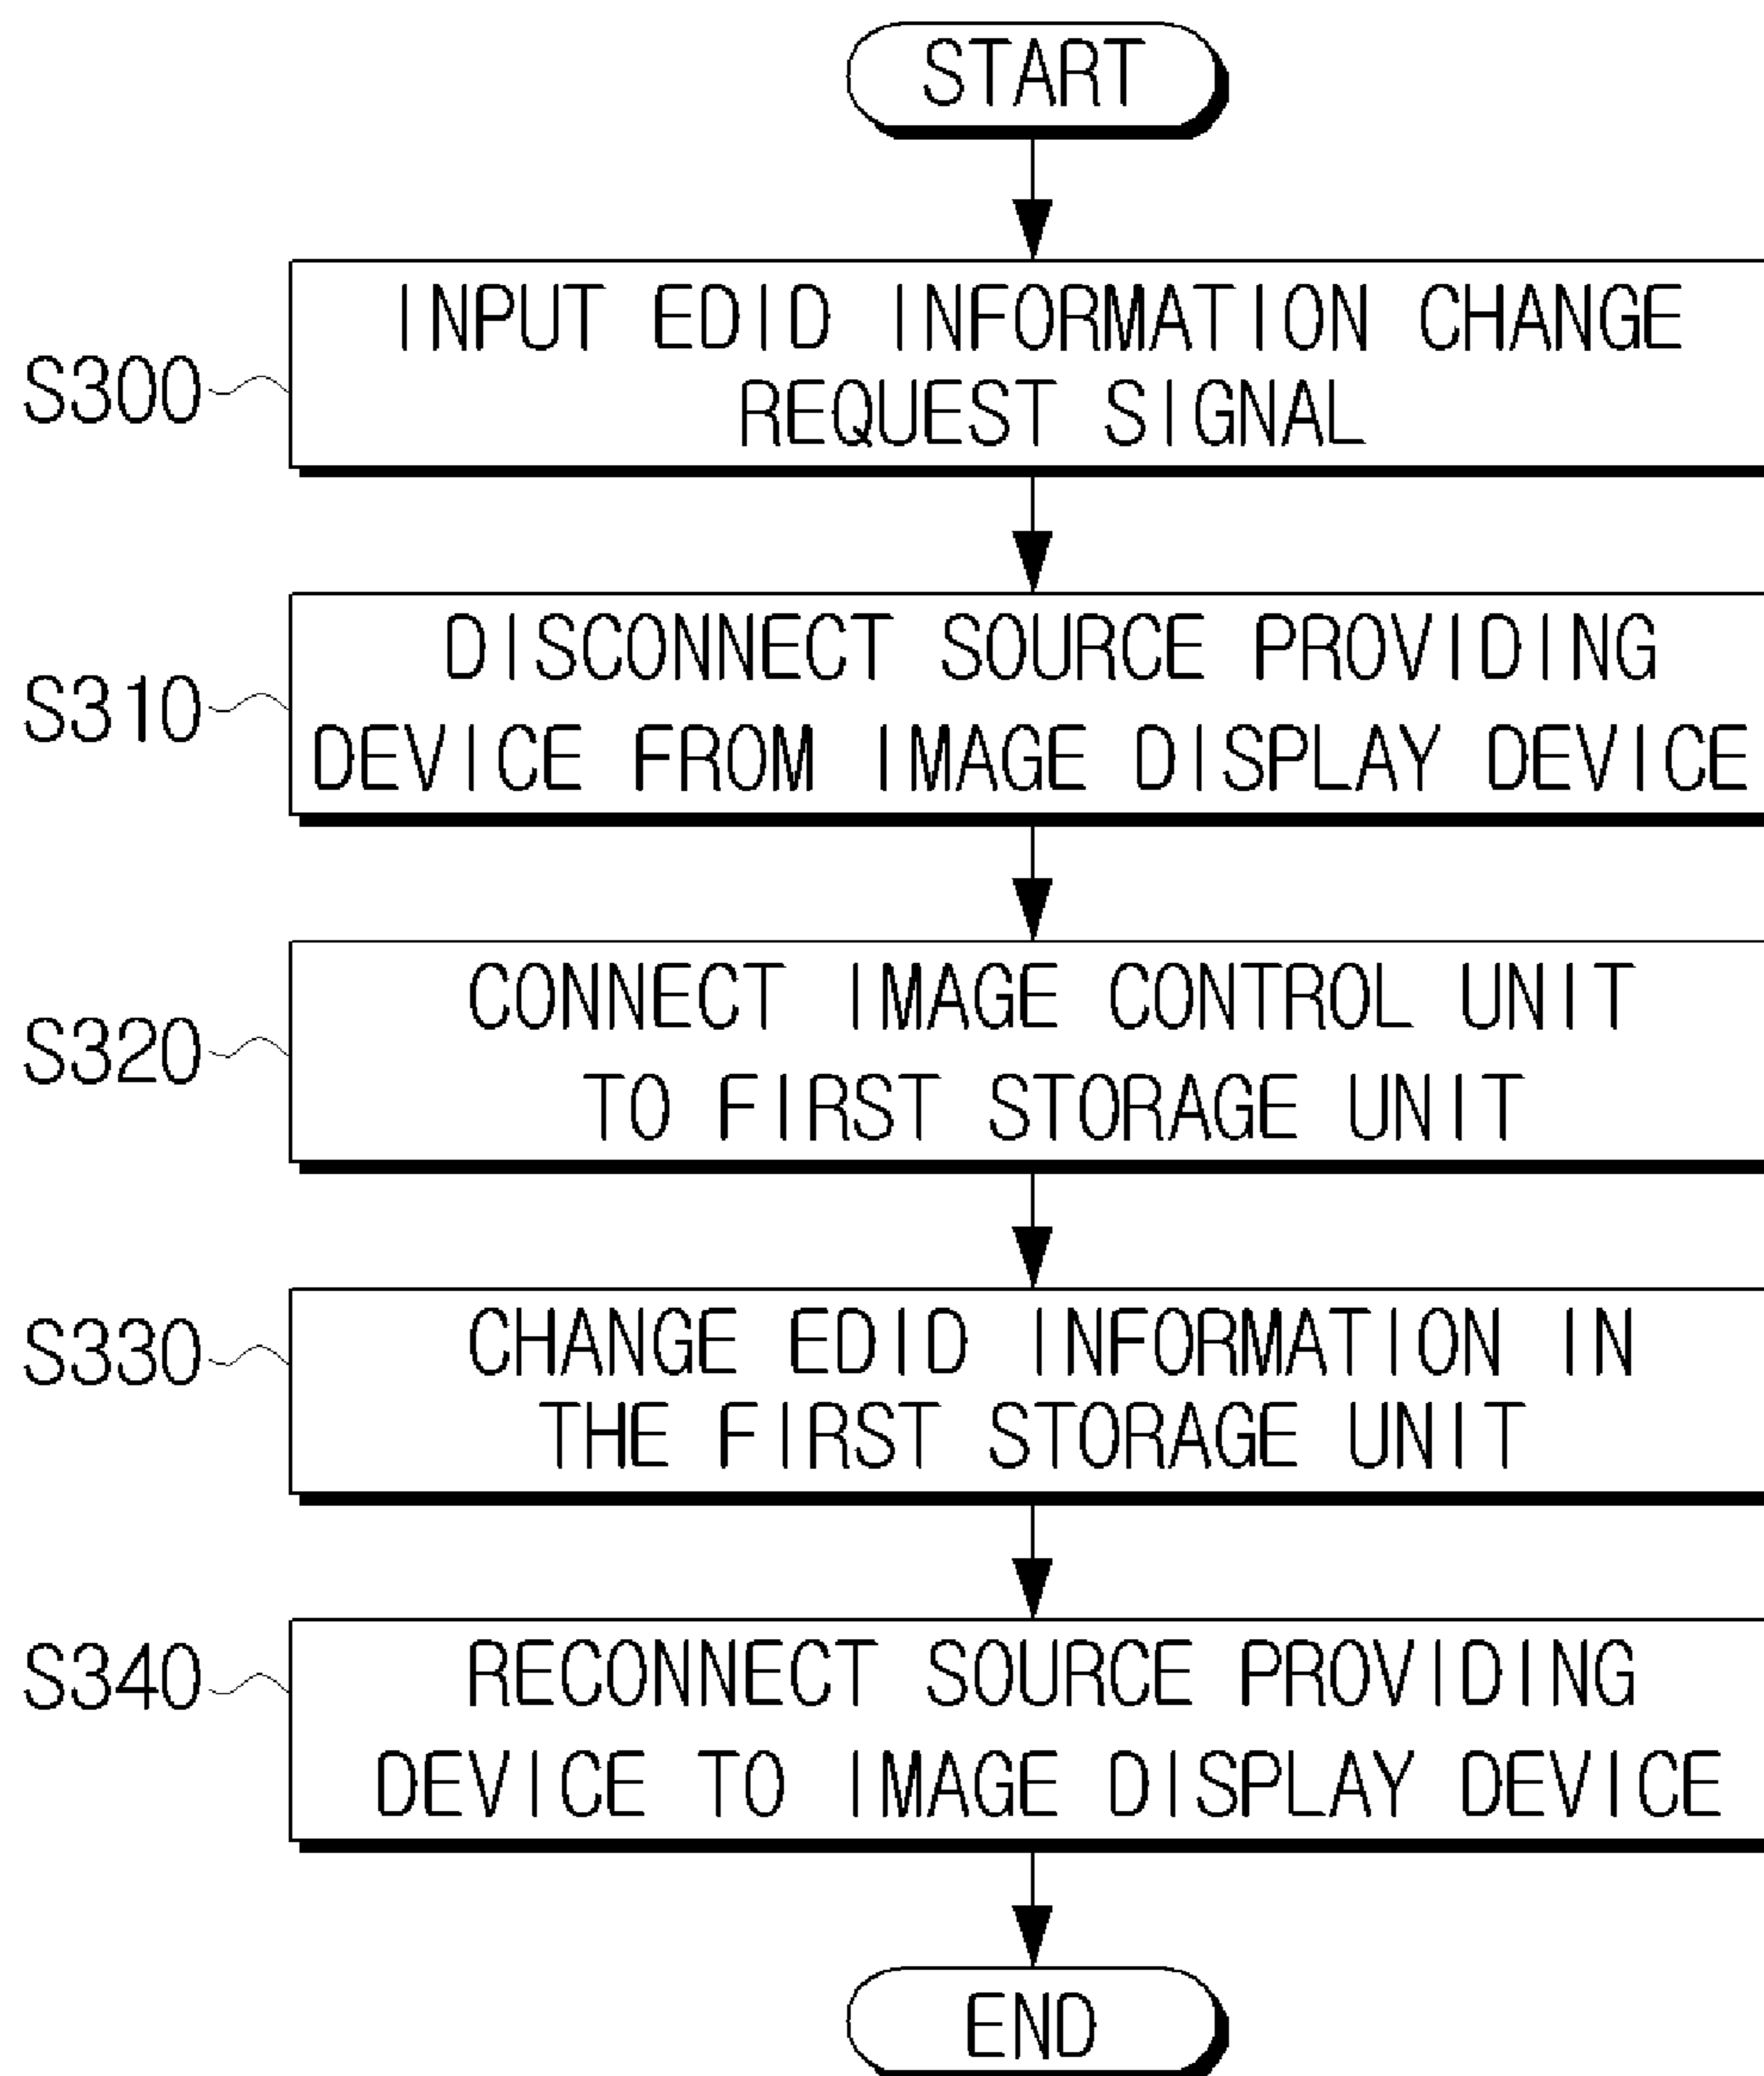 START
INPUT EDID INFORMATION CHANGE
REQUEST SIGNAL
S300
DISCONNECT SOURCE PROVIDING
S310
DEVICE FROM IMAGE DISPLAY DEVICE
CONNECT IMAGE CONTROL UNIT
S320
TO FIRST STORAGE UNIT
CHANGE EDID INFORMATION IN
S330
THE FIRST STORAGE UNIT
RECONNECT SOURCE PROVIDING
S340
DEVICE TO IMAGE DISPLAY DEVICE
END